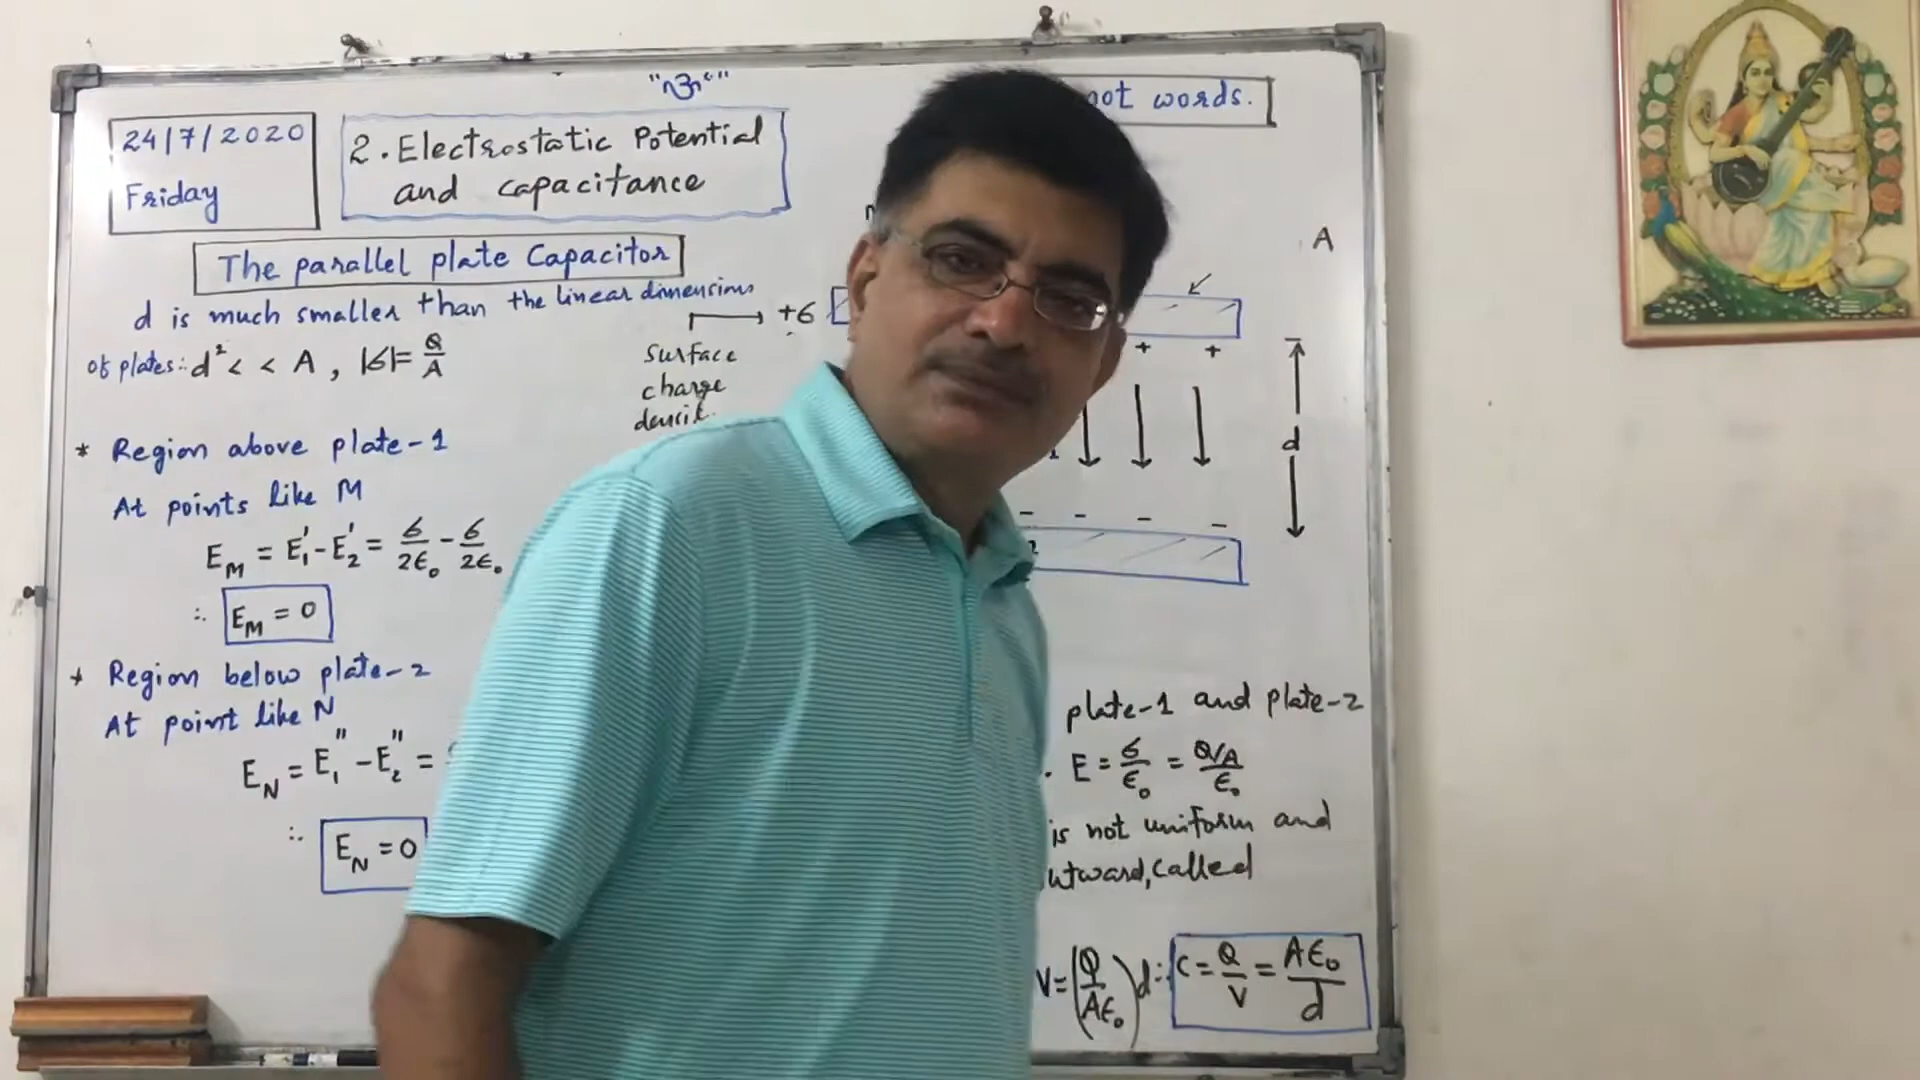 24/7/2020
Friday
2. Electrostatic Potential
and capacitance
not words.
The parallel plate Capacitor
d is much smaller than the linear dimensions
of plates ∴ d² < < A , |σ| = Q/A
+σ
Surface
charge
A
+ +
d
- - -
* Region above plate-1
At points like M
E_M = E₁' - E₂' = σ/2ε₀ - σ/2ε₀
∴ E_M = 0
* Region below plate-2
At point like N
E_N = E₁" - E₂" =
∴ E_N = 0
plate-1 and plate-2
E = σ/ε₀ = Q/A/ε₀
is not uniform and
called
V = (Q/Aε₀) d ∴ C = Q/V = Aε₀/d